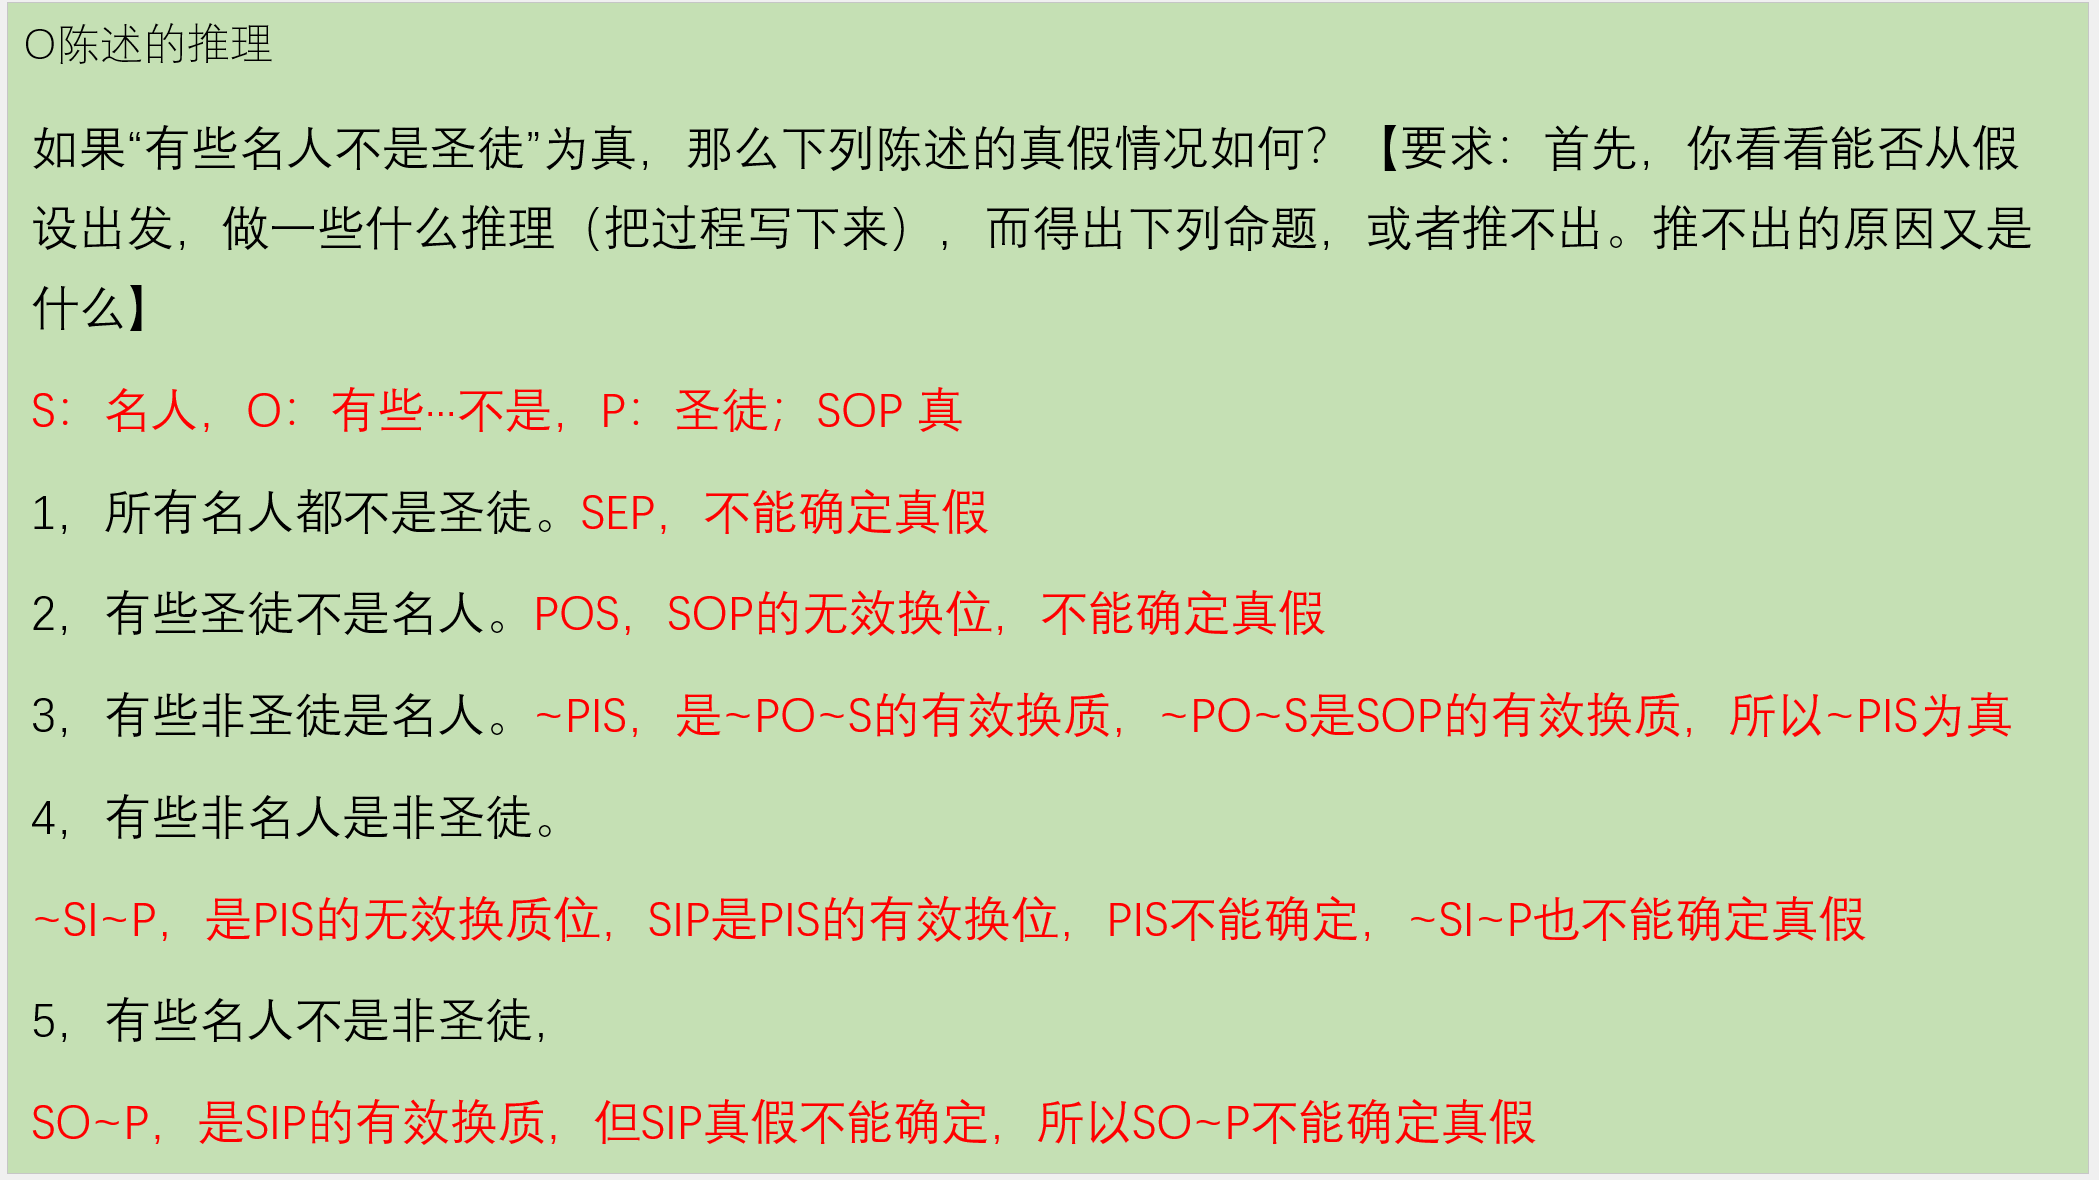 O陈述的推理
如果“有些名人不是圣徒”为真，那么下列陈述的真假情况如何？【要求：首先，你看看能否从假
设出发，做一些什么推理（把过程写下来），而得出下列命题，或者推不出。推不出的原因又是
什么】
S：名人，O：有些…不是，P：圣徒；SOP 真
1，所有名人都不是圣徒。SEP，不能确定真假
2，有些圣徒不是名人。POS，SOP的无效换位，不能确定真假
3，有些非圣徒是名人。~PIS，是~PO~S的有效换质，~PO~S是SOP的有效换质，所以~PIS为真
4，有些非名人是非圣徒。
~SI~P，是PIS的无效换质位，SIP是PIS的有效换位，PIS不能确定，~SI~P也不能确定真假
5，有些名人不是非圣徒，
SO~P，是SIP的有效换质，但SIP真假不能确定，所以SO~P不能确定真假